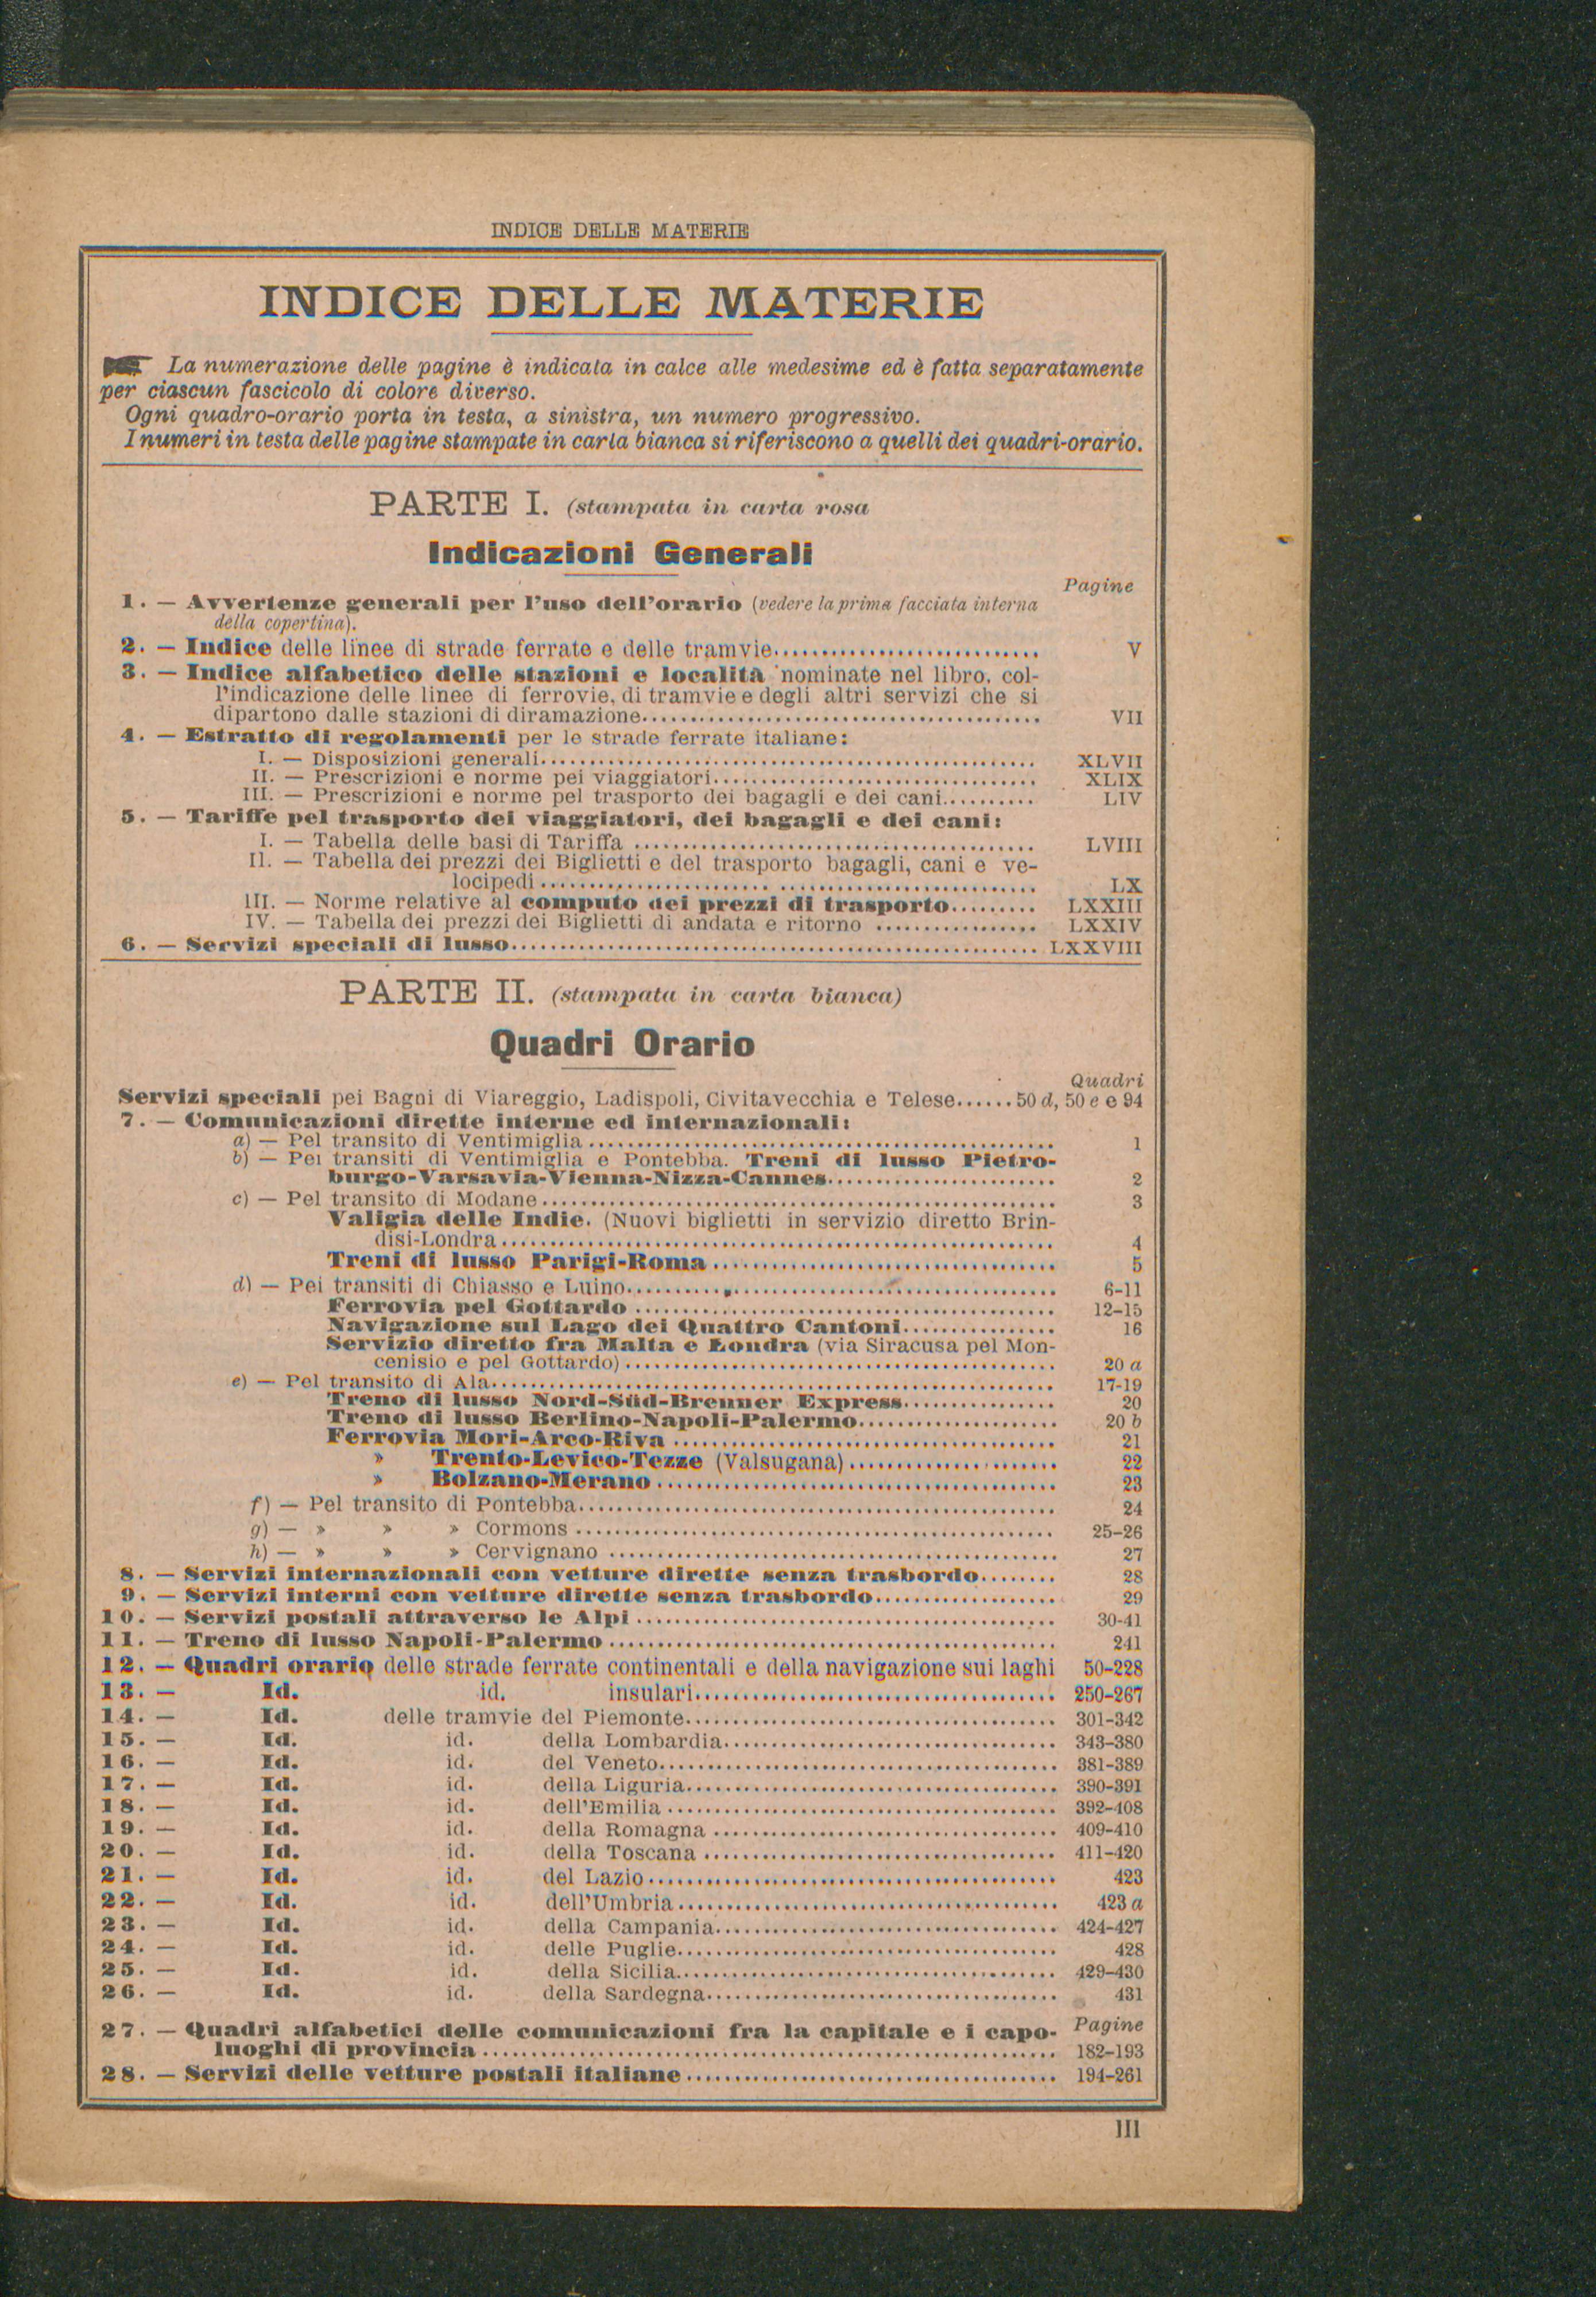 INDICE DELLE MATERIE
INDICE DELLE MATERIE
La numerazione delle pagine è indicata in calce alle medesime ed è fatta separatamente
per ciascun fascicolo di colore diverso.
Ogni quadro-orario porta in testa, a sinistra, un numero progressivo.
I numeri in testa delle pagine stampate in carta bianca si riferiscono a quelli dei quadri-orario.
PARTE I. (stampata in carta rosa
Indicazioni Generali
Pagine
1. — Avvertenze generali per l'uso dell'orario (vedere la prima facciata interna
della copertina).
2. — Indice delle linee di strade ferrate e delle tramvie........ V
3. — Indice alfabetico delle stazioni e località nominate nel libro, col-
l'indicazione delle linee di ferrovie, di tramvie e degli altri servizi che si
dipartono dalle stazioni di diramazione........ VII
4. — Estratto di regolamenti per le strade ferrate italiane:
I. — Disposizioni generali........ XLVII
II. — Prescrizioni e norme pei viaggiatori........ XLIX
III. — Prescrizioni e norme pel trasporto dei bagagli e dei cani........ LIV
5. — Tariffe pel trasporto dei viaggiatori, dei bagagli e dei cani:
I. — Tabella delle basi di Tariffa ........ LVIII
II. — Tabella dei prezzi dei Biglietti e del trasporto bagagli, cani e ve-
locipedi ........ LX
III. — Norme relative al computo dei prezzi di trasporto........ LXXIII
IV. — Tabella dei prezzi dei Biglietti di andata e ritorno ........ LXXIV
6. — Servizi speciali di lusso........ LXXVIII
PARTE II. (stampata in carta bianca)
Quadri Orario
Quadri
Servizi speciali pei Bagni di Viareggio, Ladispoli, Civitavecchia e Telese...... 50 d, 50 e e 94
7. — Comunicazioni dirette interne ed internazionali:
a) — Pel transito di Ventimiglia ........ 1
b) — Pei transiti di Ventimiglia e Pontebba. Treni di lusso Pietro-
burgo-Varsavia-Vienna-Nizza-Cannes........ 2
c) — Pel transito di Modane........ 3
Valigia delle Indie. (Nuovi biglietti in servizio diretto Brin-
disi-Londra........ 4
Treni di lusso Parigi-Roma........ 5
d) — Pei transiti di Chiasso e Luino........ 6-11
Ferrovia pel Gottardo ........ 12-15
Navigazione sul Lago dei Quattro Cantoni........ 16
Servizio diretto fra Malta e Londra (via Siracusa pel Mon-
cenisio e pel Gottardo)........ 20 a
e) — Pel transito di Ala........ 17-19
Treno di lusso Nord-Süd-Brenner Express........ 20
Treno di lusso Berlino-Napoli-Palermo........ 20 b
Ferrovia Mori-Arco-Riva ........ 21
» Trento-Levico-Tezze (Valsugana)........ 22
» Bolzano-Merano ........ 23
f) — Pel transito di Pontebba........ 24
g) — » » » Cormons ........ 25-26
h) — » » » Cervignano ........ 27
8. — Servizi internazionali con vetture dirette senza trasbordo........ 28
9. — Servizi interni con vetture dirette senza trasbordo........ 29
10. — Servizi postali attraverso le Alpi ........ 30-41
11. — Treno di lusso Napoli-Palermo ........ 241
12. — Quadri orario delle strade ferrate continentali e della navigazione sui laghi 50-228
13. — Id. id. insulari........ 250-267
14. — Id. delle tramvie del Piemonte........ 301-342
15. — Id. id. della Lombardia........ 343-380
16. — Id. id. del Veneto........ 381-389
17. — Id. id. della Liguria........ 390-391
18. — Id. id. dell'Emilia ........ 392-408
19. — Id. id. della Romagna ........ 409-410
20. — Id. id. della Toscana ........ 411-420
21. — Id. id. del Lazio........ 423
22. — Id. id. dell'Umbria........ 423 a
23. — Id. id. della Campania........ 424-427
24. — Id. id. delle Puglie........ 428
25. — Id. id. della Sicilia........ 429-430
26. — Id. id. della Sardegna........ 431
Pagine
27. — Quadri alfabetici delle comunicazioni fra la capitale e i capo-
luoghi di provincia ........ 182-193
28. — Servizi delle vetture postali italiane........ 194-261
III